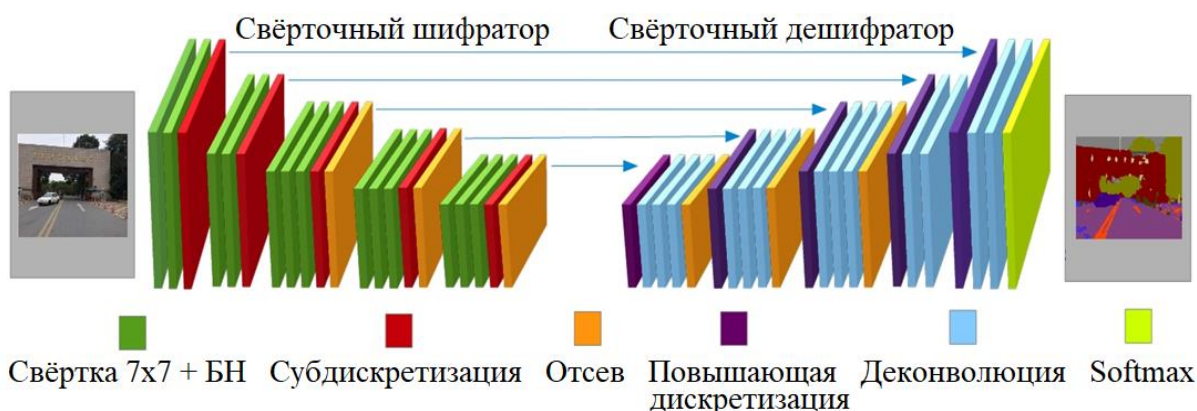 Свёрточный шифратор
Свёрточный дешифратор
Свёртка 7x7 + БН
Субдискретизация
Отсев
Повышающая
дискретизация
Деконволюция
Softmax